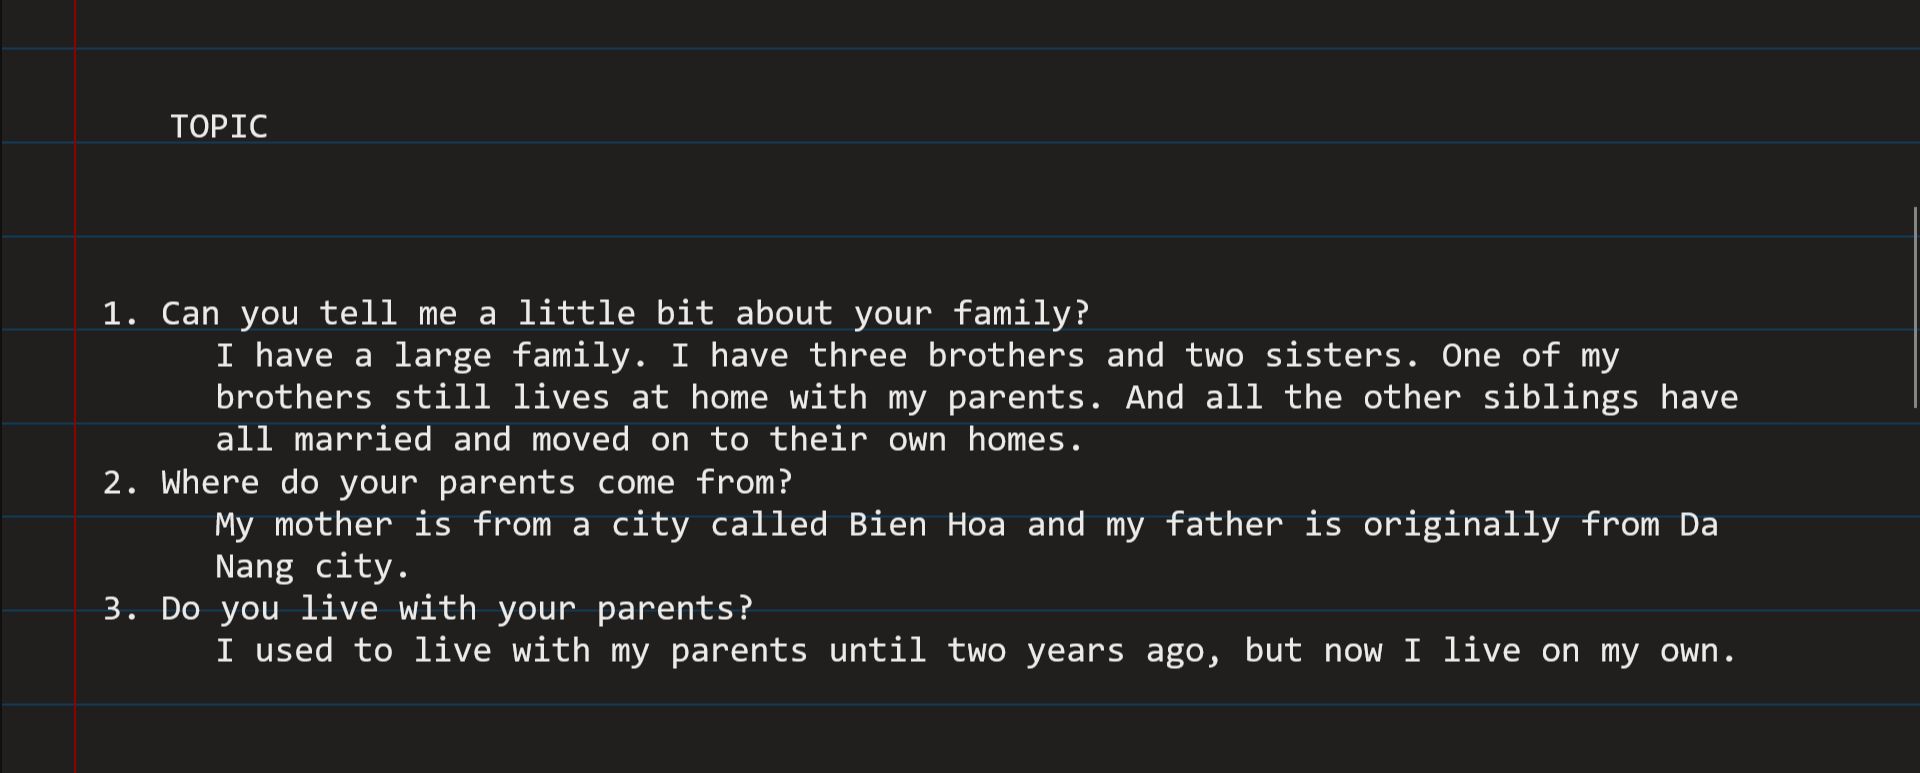 TOPIC
1. Can you tell me a little bit about your family?
I have a large family. I have three brothers and two sisters. One of my
brothers still lives at home with my parents. And all the other siblings have
all married and moved on to their own homes.
2. Where do your parents come from?
My mother is from a city called Bien Hoa and my father is originally from Da
Nang city.
3. Do you live with your parents?
I used to live with my parents until two years ago, but now I live on my own.